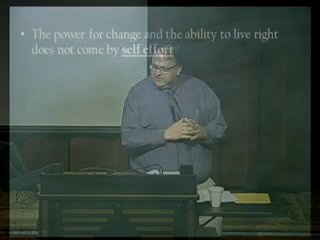 • The power for change and the ability to live right
does not come by self effort